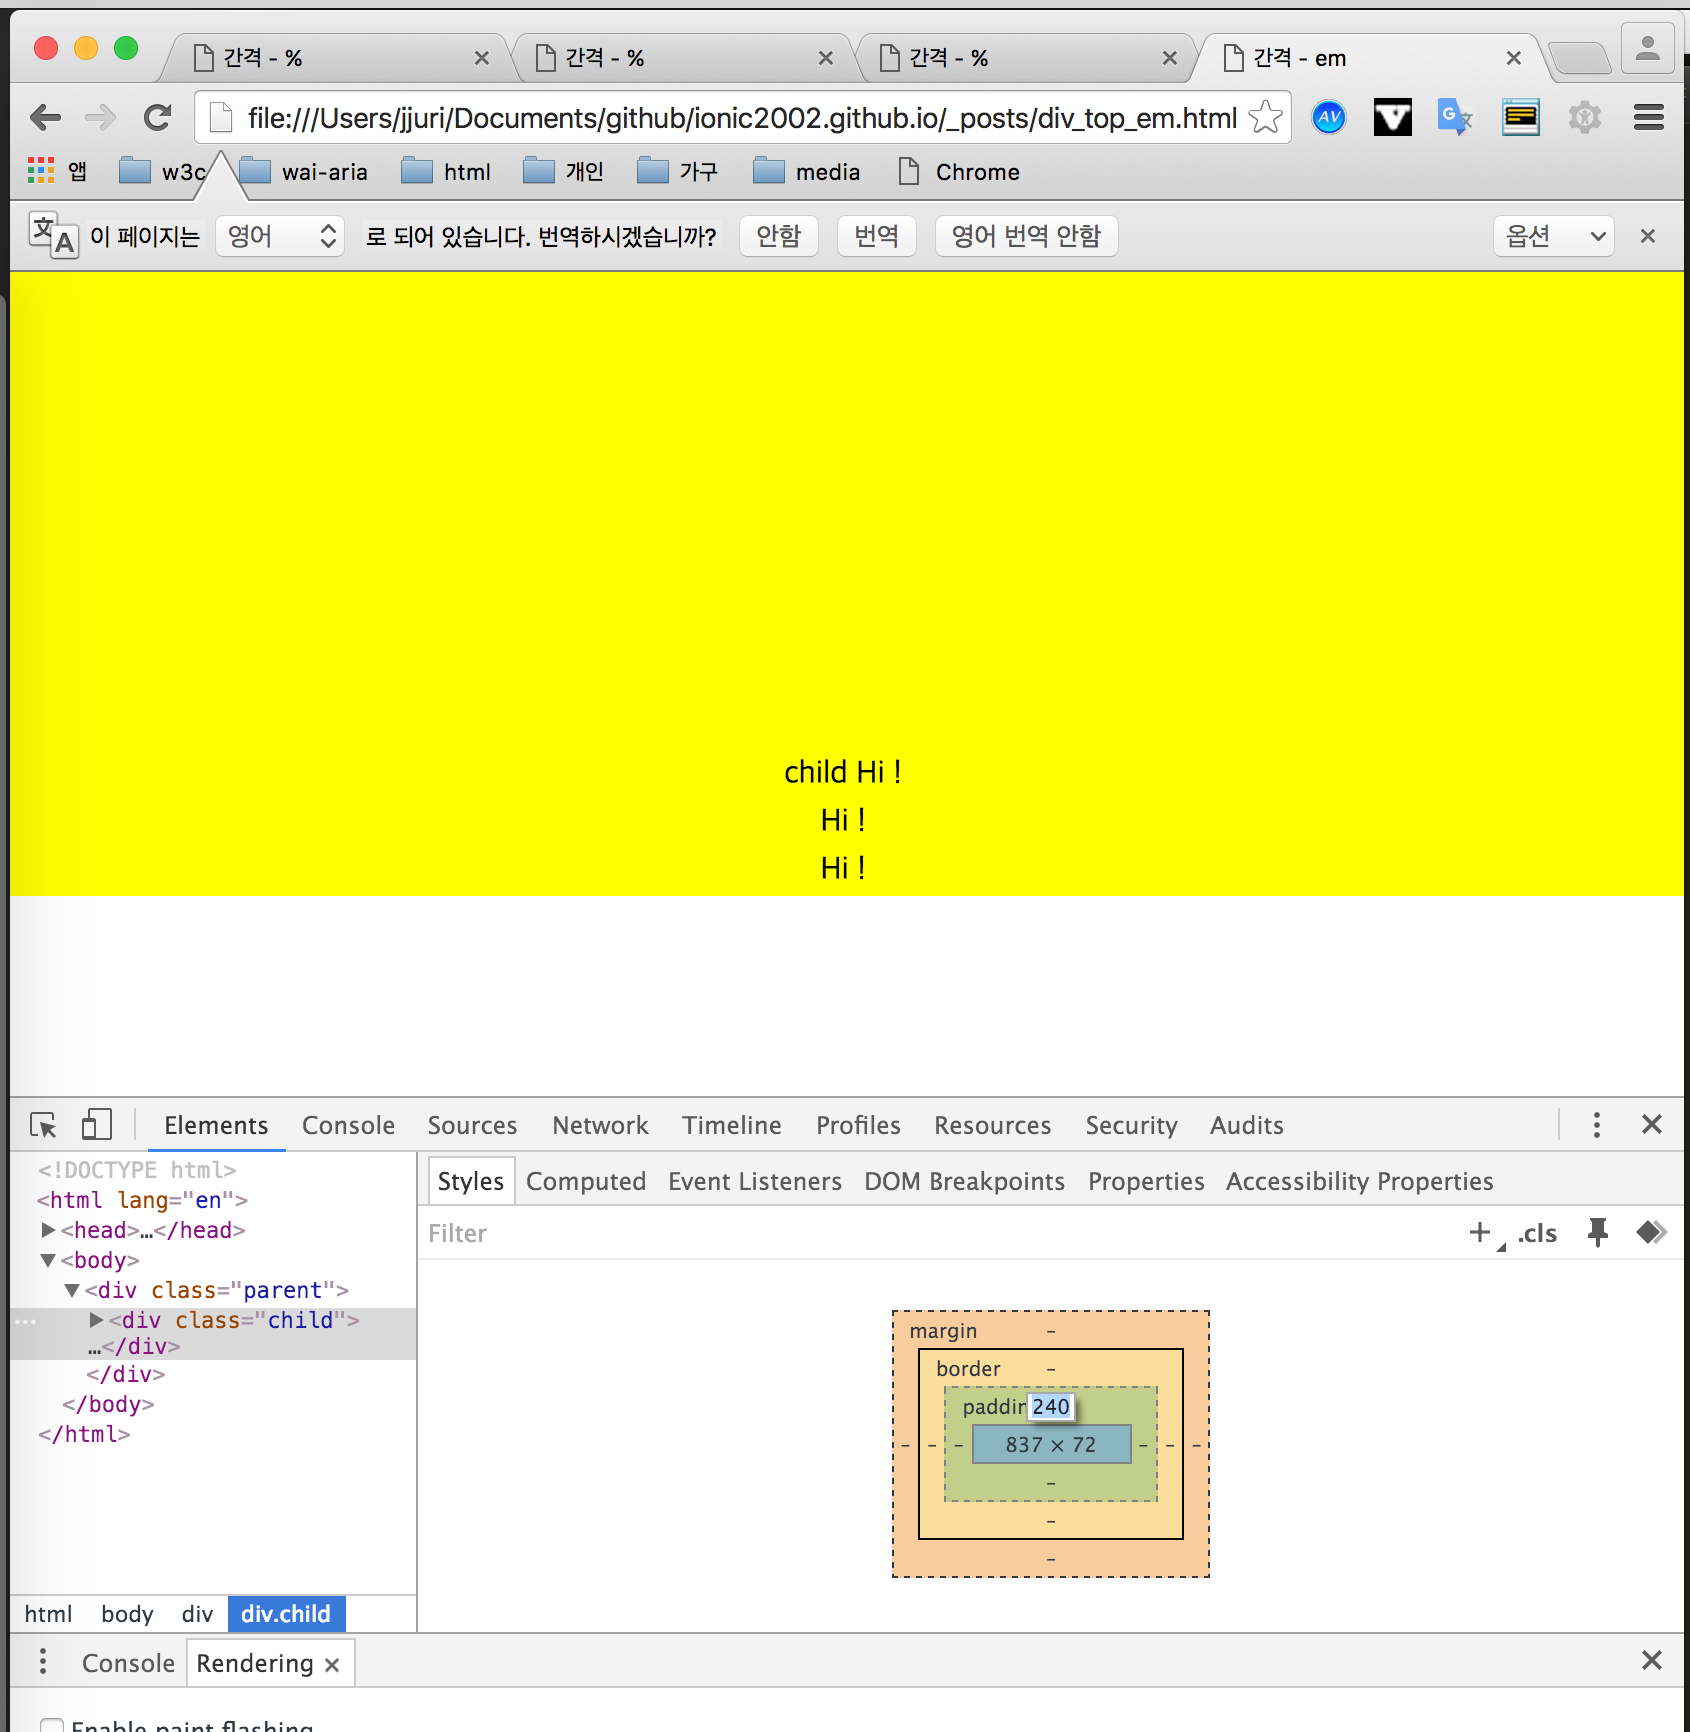 간격 - %
간격 - %
간격 - %
간격 - em
file:///Users/jjuri/Documents/github/ionic2002.github.io/_posts/div_top_em.html
AV
V
G
앱 w3c wai-aria html 개인 가구 media Chrome
文A 이 페이지는 영어 로 되어 있습니다. 번역하시겠습니까? 안함 번역 영어 번역 안함 옵션
child Hi !
Hi !
Hi !
Elements Console Sources Network Timeline Profiles Resources Security Audits
<!DOCTYPE html>
<html lang="en">
<head>…</head>
<body>
<div class="parent">
<div class="child">
…</div>
</div>
</body>
</html>
html body div div.child
Styles Computed Event Listeners DOM Breakpoints Properties Accessibility Properties
Filter
+ .cls
margin -
border -
paddin 240
- - - 837 × 72 - - -
-
-
-
Console Rendering
Enable paint flashing